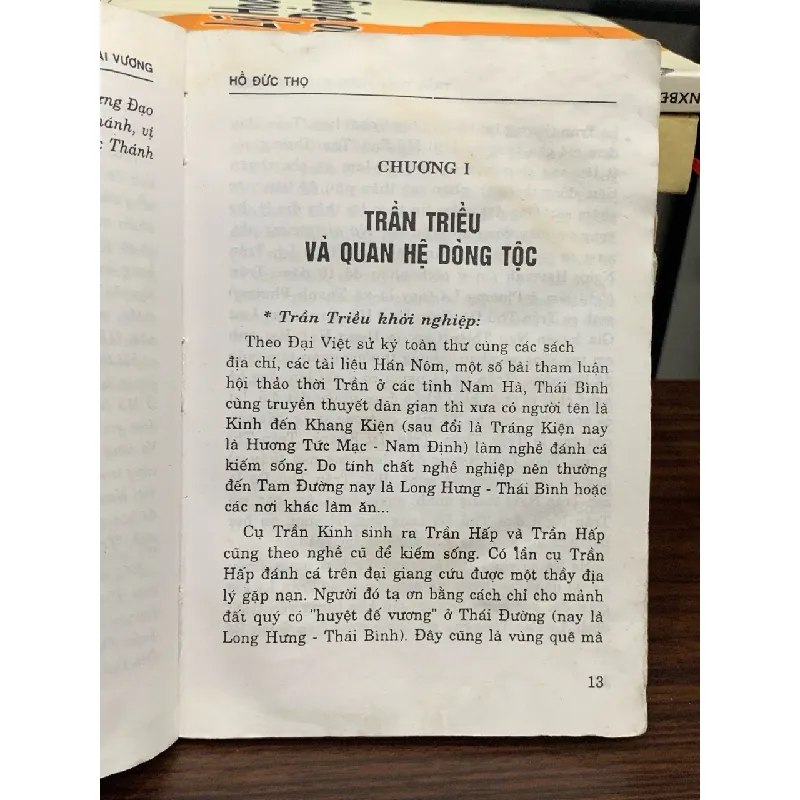 AI VƯƠNG
ng Đạo
hánh, vị
Thánh
NXB
HỒ ĐỨC THỌ
CHƯƠNG I
TRẦN TRIỀU
VÀ QUAN HỆ DÒNG TỘC
* Trần Triều khởi nghiệp:
Theo Đại Việt sử ký toàn thư cùng các sách
địa chí, các tài liệu Hán Nôm, một số bài tham luận
hội thảo thời Trần ở các tỉnh Nam Hà, Thái Bình
cùng truyền thuyết dân gian thì xưa có người tên là
Kinh đến Khang Kiện (sau đổi là Tráng Kiện nay
là Hương Tức Mạc - Nam Định) làm nghề đánh cá
kiếm sống. Do tính chất nghề nghiệp nên thường
đến Tam Đường nay là Long Hưng - Thái Bình hoặc
các nơi khác làm ăn...
Cụ Trần Kinh sinh ra Trần Hấp và Trần Hấp
cũng theo nghề cũ để kiếm sống. Có lần cụ Trần
Hấp đánh cá trên đại giang cứu được một thầy địa
lý gặp nạn. Người đó tạ ơn bằng cách chỉ cho mảnh
đất quý có "huyệt đế vương" ở Thái Đường (nay là
Long Hưng - Thái Bình). Đây cũng là vùng quê mà
13